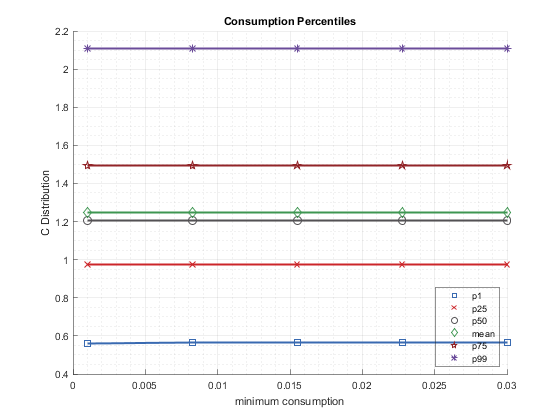 Consumption Percentiles
2.2
2
1.8
1.6
1.4
1.2
1
0.8
0.6
0.4
C Distribution
p1
p25
p50
mean
p75
p99
0 0.005 0.01 0.015 0.02 0.025 0.03
minimum consumption